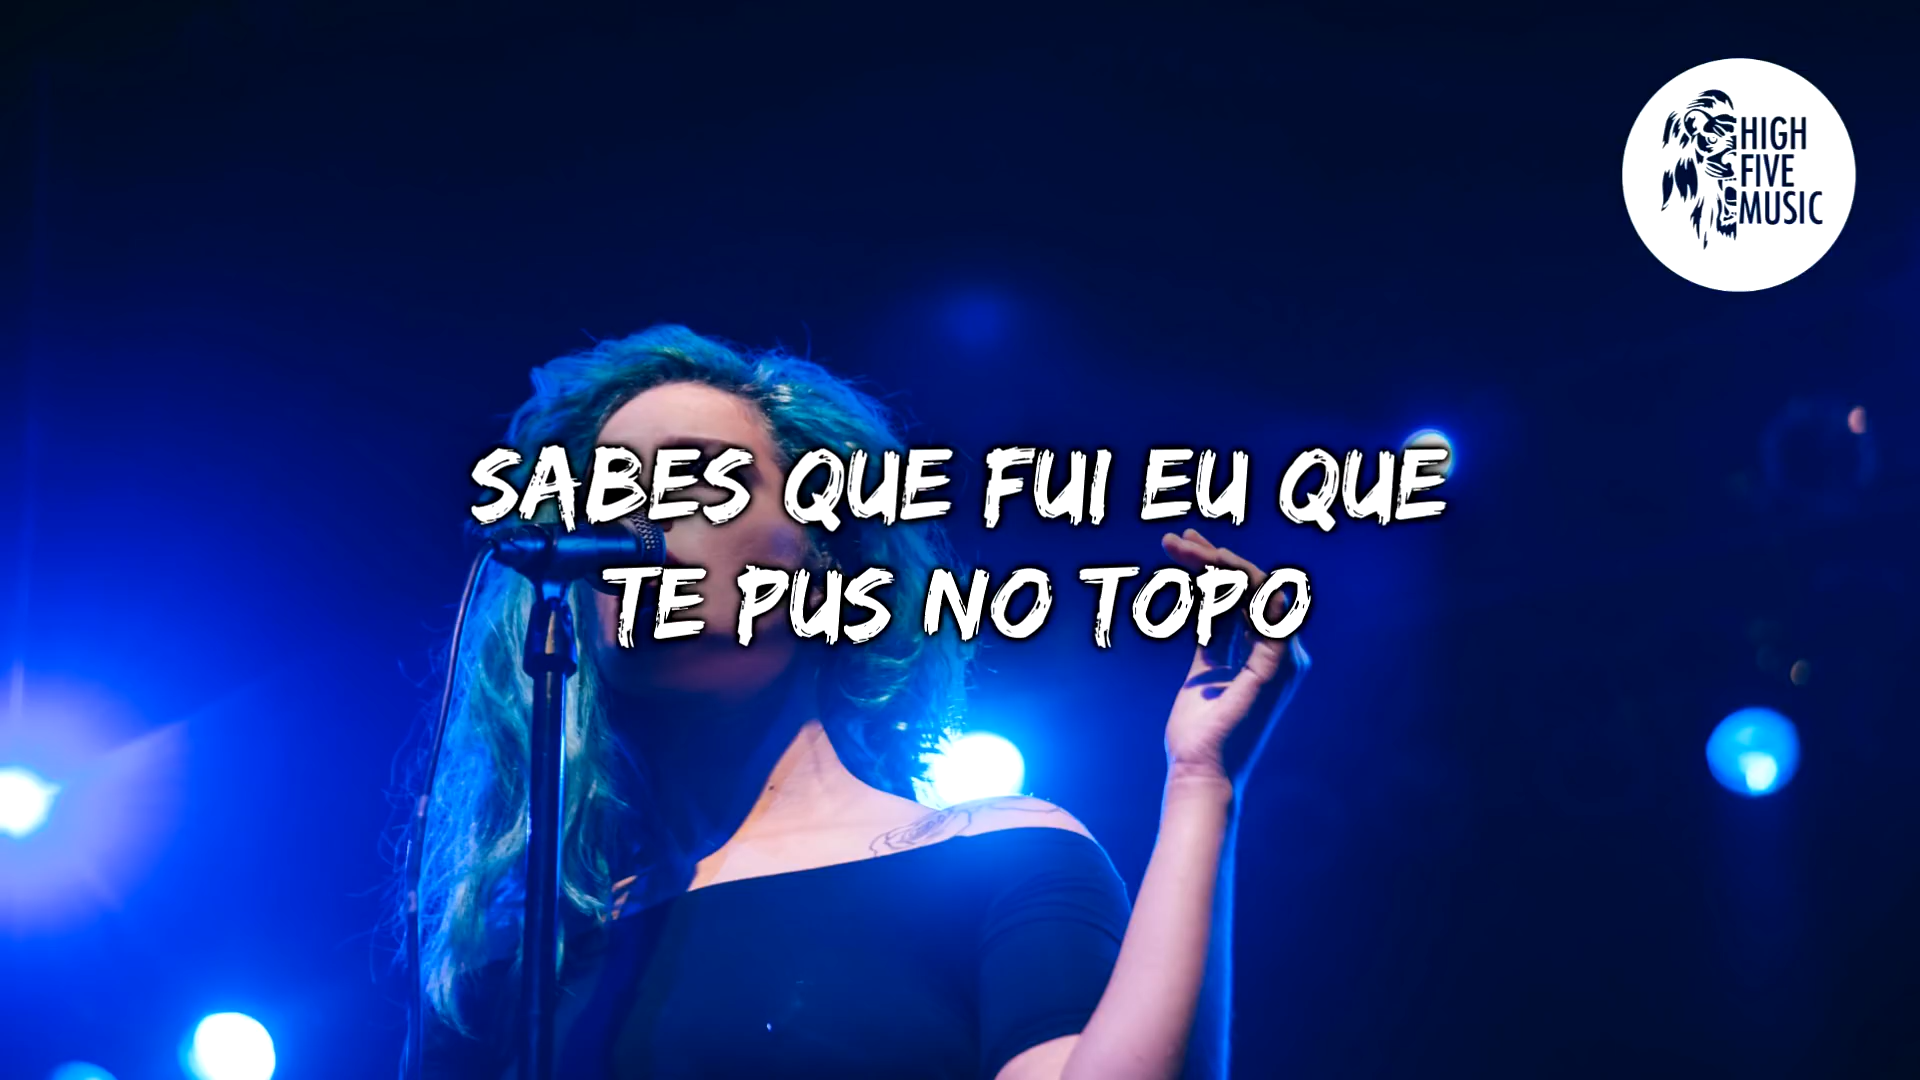 HIGH
FIVE
MUSIC
SABES QUE FUI EU QUE
TE PUS NO TOPO